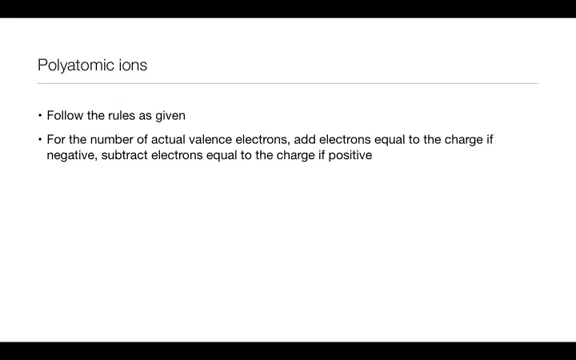 Polyatomic ions
• Follow the rules as given
• For the number of actual valence electrons, add electrons equal to the charge if
negative, subtract electrons equal to the charge if positive